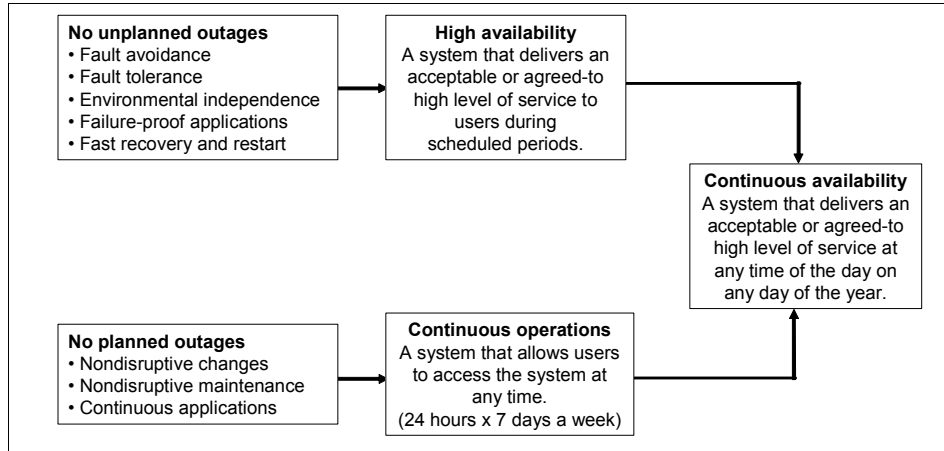 No unplanned outages
• Fault avoidance
• Fault tolerance
• Environmental independence
• Failure-proof applications
• Fast recovery and restart
High availability
A system that delivers an
acceptable or agreed-to
high level of service to
users during
scheduled periods.
Continuous availability
A system that delivers an
acceptable or agreed-to
high level of service at
any time of the day on
any day of the year.
No planned outages
• Nondisruptive changes
• Nondisruptive maintenance
• Continuous applications
Continuous operations
A system that allows users
to access the system at
any time.
(24 hours x 7 days a week)